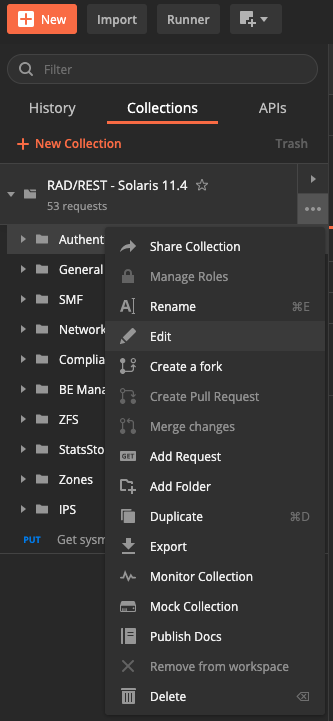 New
Import
Runner
Filter
History
Collections
APIs
+ New Collection
Trash
RAD/REST - Solaris 11.4
53 requests
Authent
General
SMF
Network
Complia
BE Mana
ZFS
StatsSto
Zones
IPS
PUT Get sysm
Share Collection
Manage Roles
Rename ⌘E
Edit
Create a fork
Create Pull Request
Merge changes
GET Add Request
Add Folder
Duplicate ⌘D
Export
Monitor Collection
Mock Collection
Publish Docs
Remove from workspace
Delete ⌫